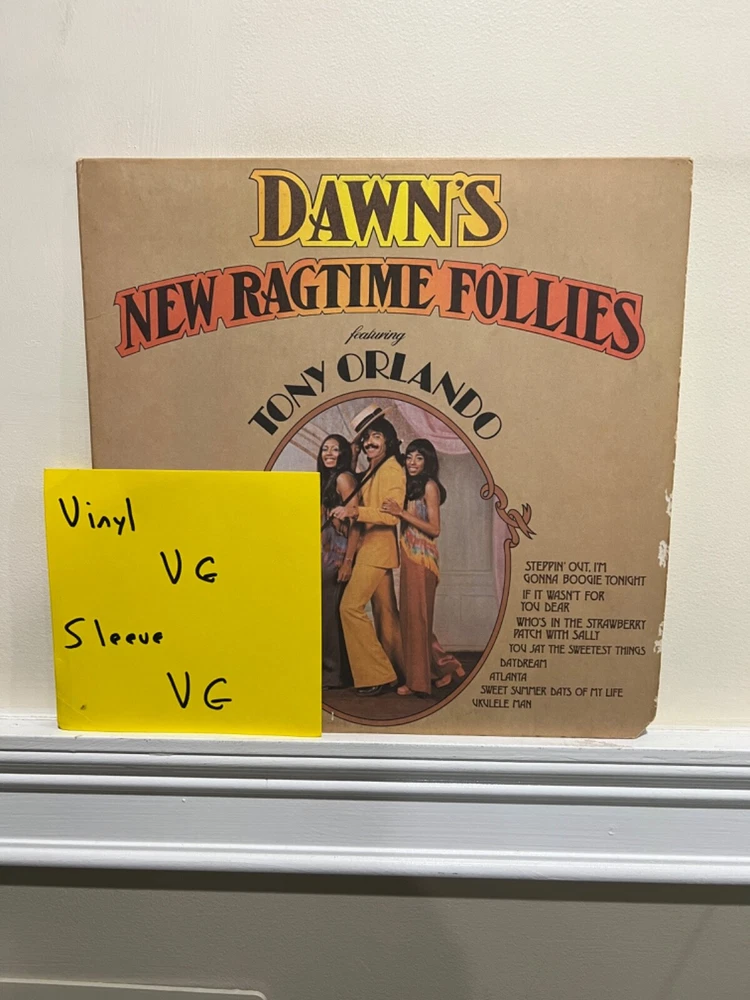 DAWN'S
NEW RAGTIME FOLLIES
featuring
TONY ORLANDO
Vinyl
VG
Sleeve
VG
STEPPIN' OUT, I'M
GONNA BOOGIE TONIGHT
IF IT WASN'T FOR
YOU DEAR
WHO'S IN THE STRAWBERRY
PATCH WITH SALLY
YOU SAY THE SWEETEST THINGS
DAYDREAM
ATLANTA
SWEET SUMMER DAYS OF MY LIFE
UKULELE MAN